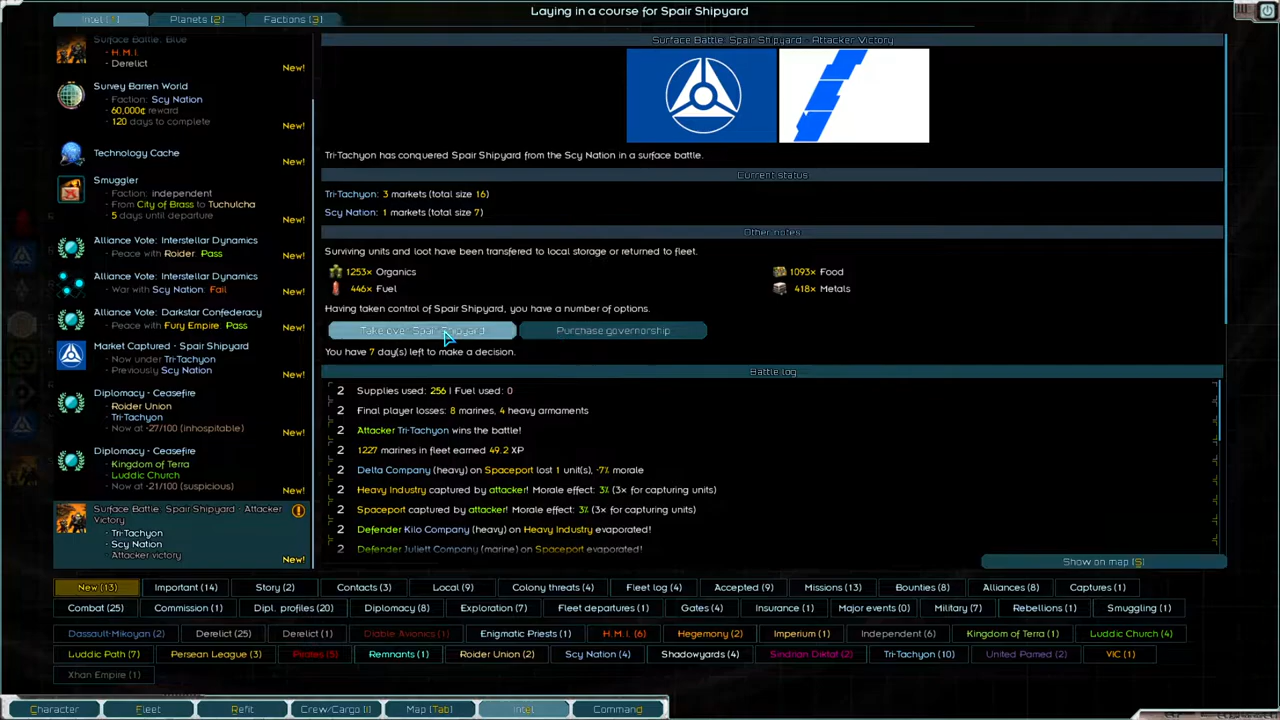 Laying in a course for Spair Shipyard
Intel [1]
Planets [2]
Factions [3]
Surface Battle: Blue
- H.M.I.
- Derelict
New!
Survey Barren World
- Faction: Scy Nation
- 60,000¢ reward
- 120 days to complete
New!
Technology Cache
New!
Smuggler
- Faction: independent
- From City of Brass to Tuchulcha
- 5 days until departure
New!
Alliance Vote: Interstellar Dynamics
- Peace with Roider: Pass
New!
Alliance Vote: Interstellar Dynamics
- War with Scy Nation: Fail
New!
Alliance Vote: Darkstar Confederacy
- Peace with Fury Empire: Pass
New!
Market Captured - Spair Shipyard
- Now under Tri-Tachyon
- Previously Scy Nation
New!
Diplomacy - Ceasefire
- Roider Union
- Tri-Tachyon
- Now at -27/100 (inhospitable)
New!
Diplomacy - Ceasefire
- Kingdom of Terra
- Luddic Church
- Now at -21/100 (suspicious)
New!
Surface Battle: Spair Shipyard - Attacker
Victory
- Tri-Tachyon
- Scy Nation
- Attacker victory
New!
Surface Battle: Spair Shipyard - Attacker Victory
Tri-Tachyon has conquered Spair Shipyard from the Scy Nation in a surface battle.
Current status
Tri-Tachyon: 3 markets (total size 16)
Scy Nation: 1 markets (total size 7)
Other notes
Surviving units and loot have been transferred to local storage or returned to fleet.
1253× Organics
1093× Food
446× Fuel
418× Metals
Having taken control of Spair Shipyard, you have a number of options.
Take over Spair Shipyard
Purchase governorship
You have 7 day(s) left to make a decision.
Battle log
2 Supplies used: 256 | Fuel used: 0
2 Final player losses: 8 marines, 4 heavy armaments
2 Attacker Tri-Tachyon wins the battle!
2 1227 marines in fleet earned 49.2 XP
2 Delta Company (heavy) on Spaceport lost 1 unit(s), -7% morale
2 Heavy Industry captured by attacker! Morale effect: 3% (3× for capturing units)
2 Spaceport captured by attacker! Morale effect: 3% (3× for capturing units)
2 Defender Kilo Company (heavy) on Heavy Industry evaporated!
2 Defender Juliett Company (marine) on Spaceport evaporated!
Show on map [S]
New (13)
Important (14)
Story (2)
Contacts (3)
Local (9)
Colony threats (4)
Fleet log (4)
Accepted (9)
Missions (13)
Bounties (8)
Alliances (8)
Captures (1)
Combat (25)
Commission (1)
Dipl. profiles (20)
Diplomacy (8)
Exploration (7)
Fleet departures (1)
Gates (4)
Insurance (1)
Major events (0)
Military (7)
Rebellions (1)
Smuggling (1)
Dassault-Mikoyan (2)
Derelict (25)
Derelict (1)
Diable Avionics (1)
Enigmatic Priests (1)
H.M.I. (6)
Hegemony (2)
Imperium (1)
Independent (6)
Kingdom of Terra (1)
Luddic Church (4)
Luddic Path (7)
Persean League (3)
Pirates (5)
Remnants (1)
Roider Union (2)
Scy Nation (4)
Shadowyards (4)
Sindrian Diktat (2)
Tri-Tachyon (10)
United Pamed (2)
VIC (1)
Xhan Empire (1)
Character
Fleet
Refit
Crew/Cargo [I]
Map [Tab]
Intel
Command